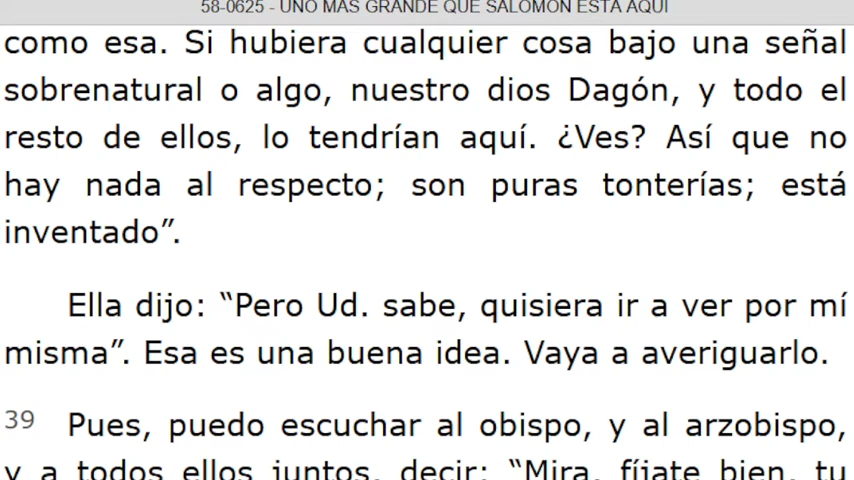 58-0625 - UNO MAS GRANDE QUE SALOMON ESTA AQUI
como esa. Si hubiera cualquier cosa bajo una señal
sobrenatural o algo, nuestro dios Dagón, y todo el
resto de ellos, lo tendrían aquí. ¿Ves? Así que no
hay nada al respecto; son puras tonterías; está
inventado”.
Ella dijo: “Pero Ud. sabe, quisiera ir a ver por mí
misma”. Esa es una buena idea. Vaya a averiguarlo.
39 Pues, puedo escuchar al obispo, y al arzobispo,
y a todos ellos juntos, decir: “Mira, fíjate bien, tu